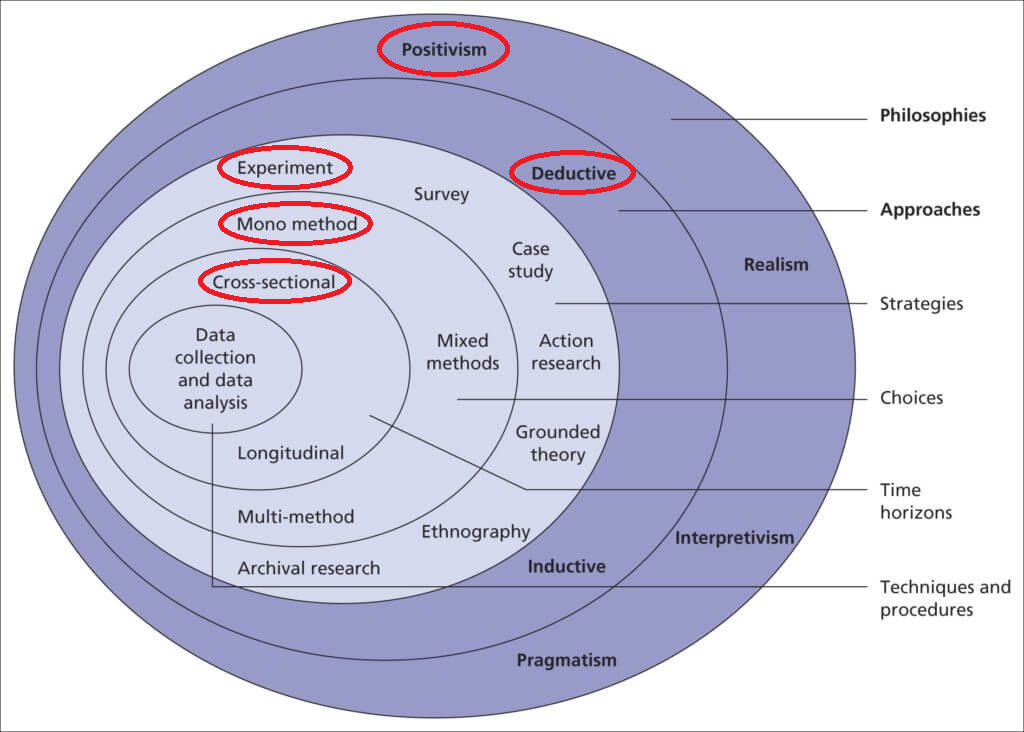 Positivism
Philosophies
Experiment
Deductive
Survey
Approaches
Mono method
Case
study
Realism
Cross-sectional
Strategies
Data
collection
and data
analysis
Mixed
methods
Action
research
Choices
Grounded
theory
Longitudinal
Time
horizons
Multi-method
Ethnography
Interpretivism
Archival research
Inductive
Techniques and
procedures
Pragmatism